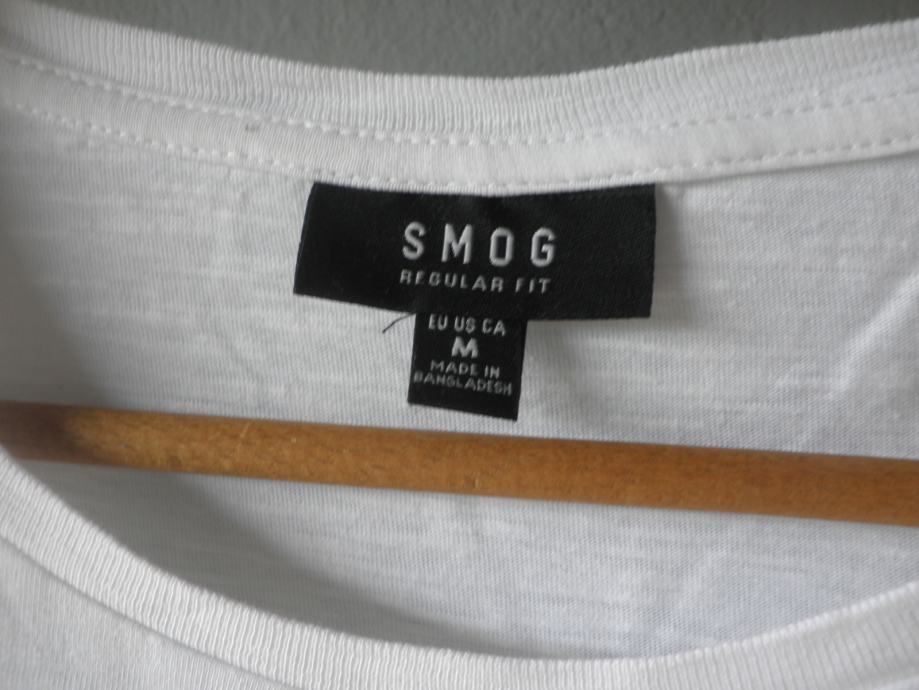 SMOG
REGULAR FIT
EU US CA
M
MADE IN
BANGLADESH